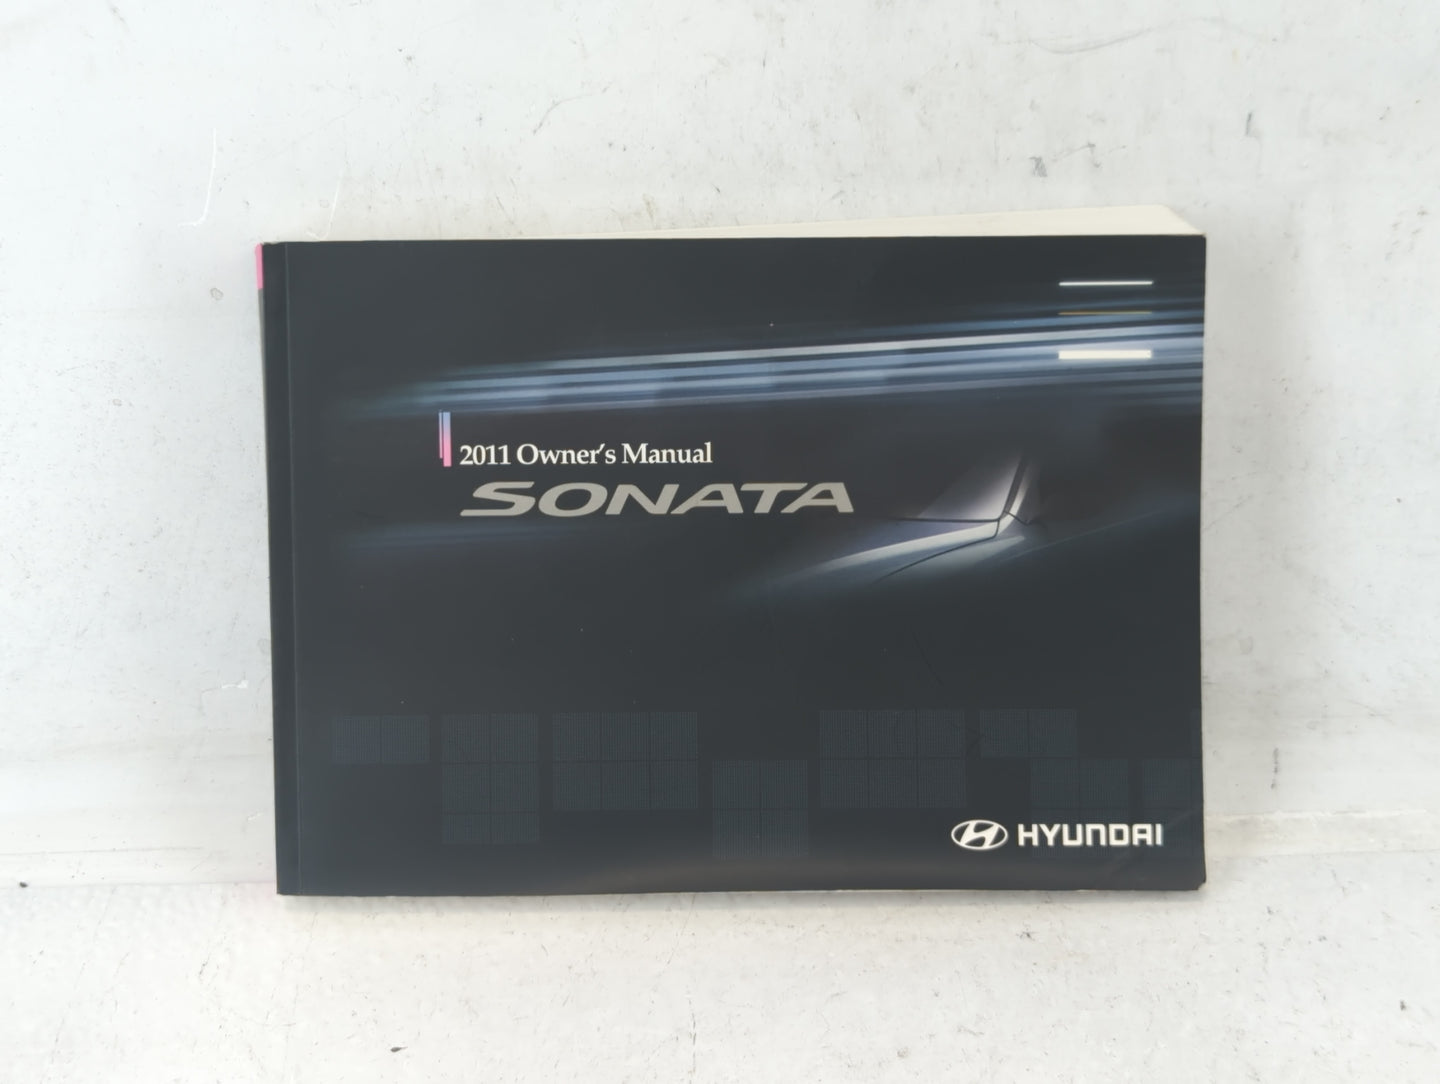 2011 Owner's Manual
SONATA
HYUNDAI